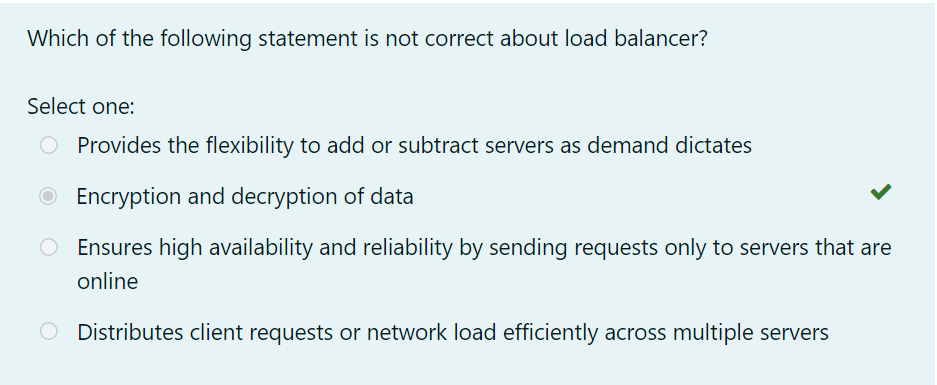 Which of the following statement is not correct about load balancer?
Select one:
Provides the flexibility to add or subtract servers as demand dictates
Encryption and decryption of data
Ensures high availability and reliability by sending requests only to servers that are
online
Distributes client requests or network load efficiently across multiple servers